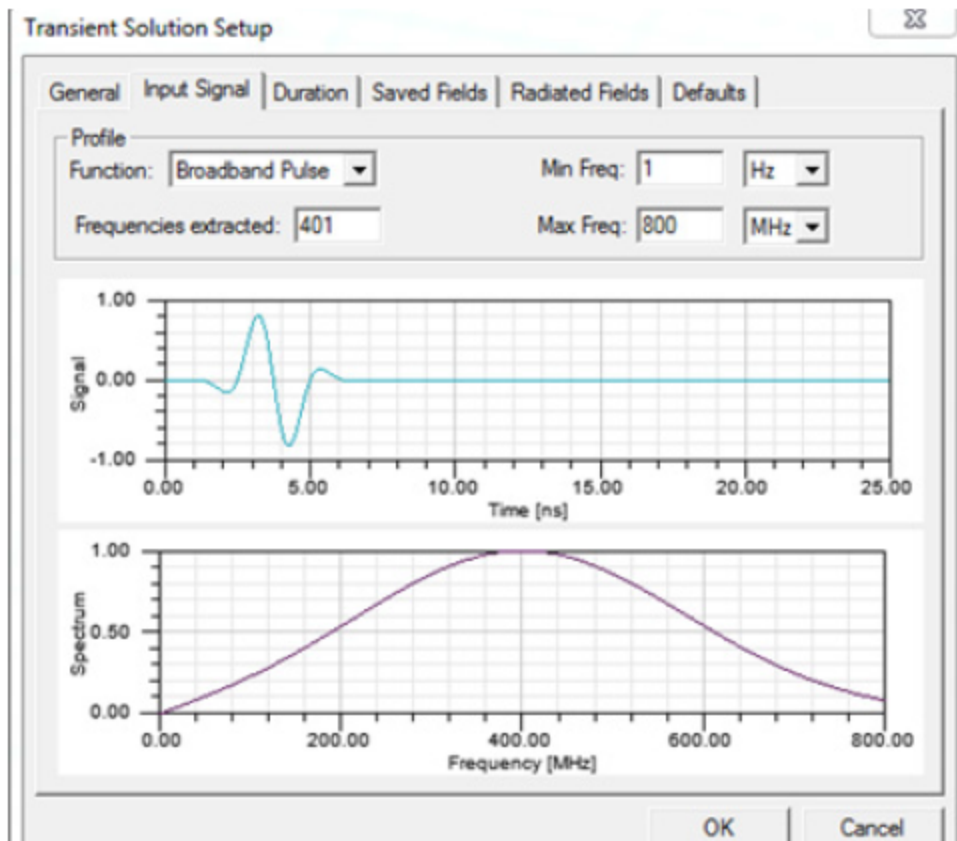 Transient Solution Setup
General Input Signal Duration Saved Fields Radiated Fields Defaults
Profile
Function: Broadband Pulse Min Freq: 1 Hz
Frequencies extracted: 401 Max Freq: 800 MHz
1.00
0.00
-1.00
Signal
0.00 5.00 10.00 15.00 20.00 25.00
Time [ns]
1.00
0.50
0.00
Spectrum
0.00 200.00 400.00 600.00 800.00
Frequency [MHz]
OK Cancel